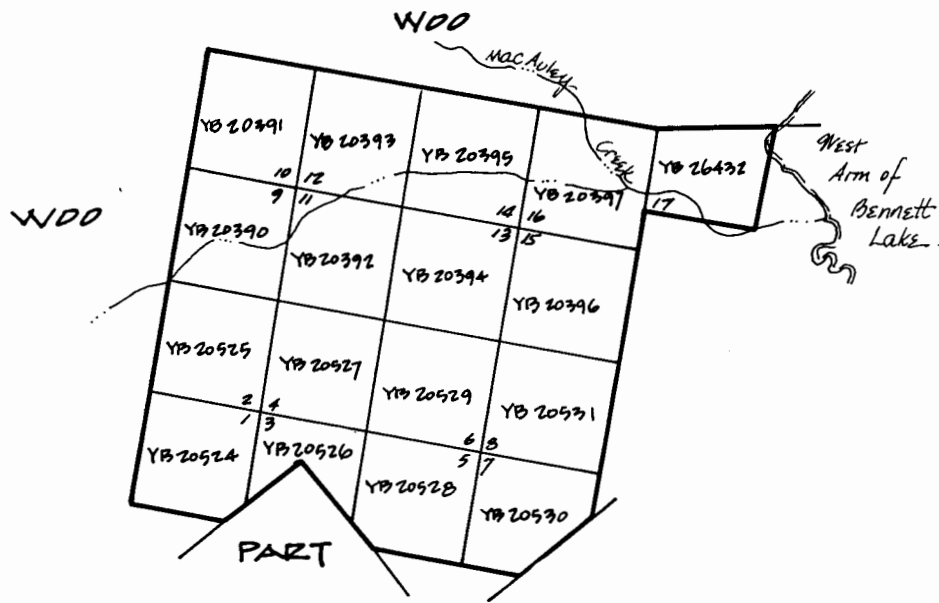 WOO
MacAuley
Creek
West
Arm of
Bennett
Lake.
WOO
YB 20391
YB 20393
YB 20395
YB 20397
YB 26432
10 12
9 11
14 16
13 15
17
YB 20390
YB 20392
YB 20394
YB 20396
YB 20525
YB 20527
YB 20529
YB 20531
2 4
1 3
6 8
5 7
YB 20524
YB 20526
YB 20528
YB 20530
PART